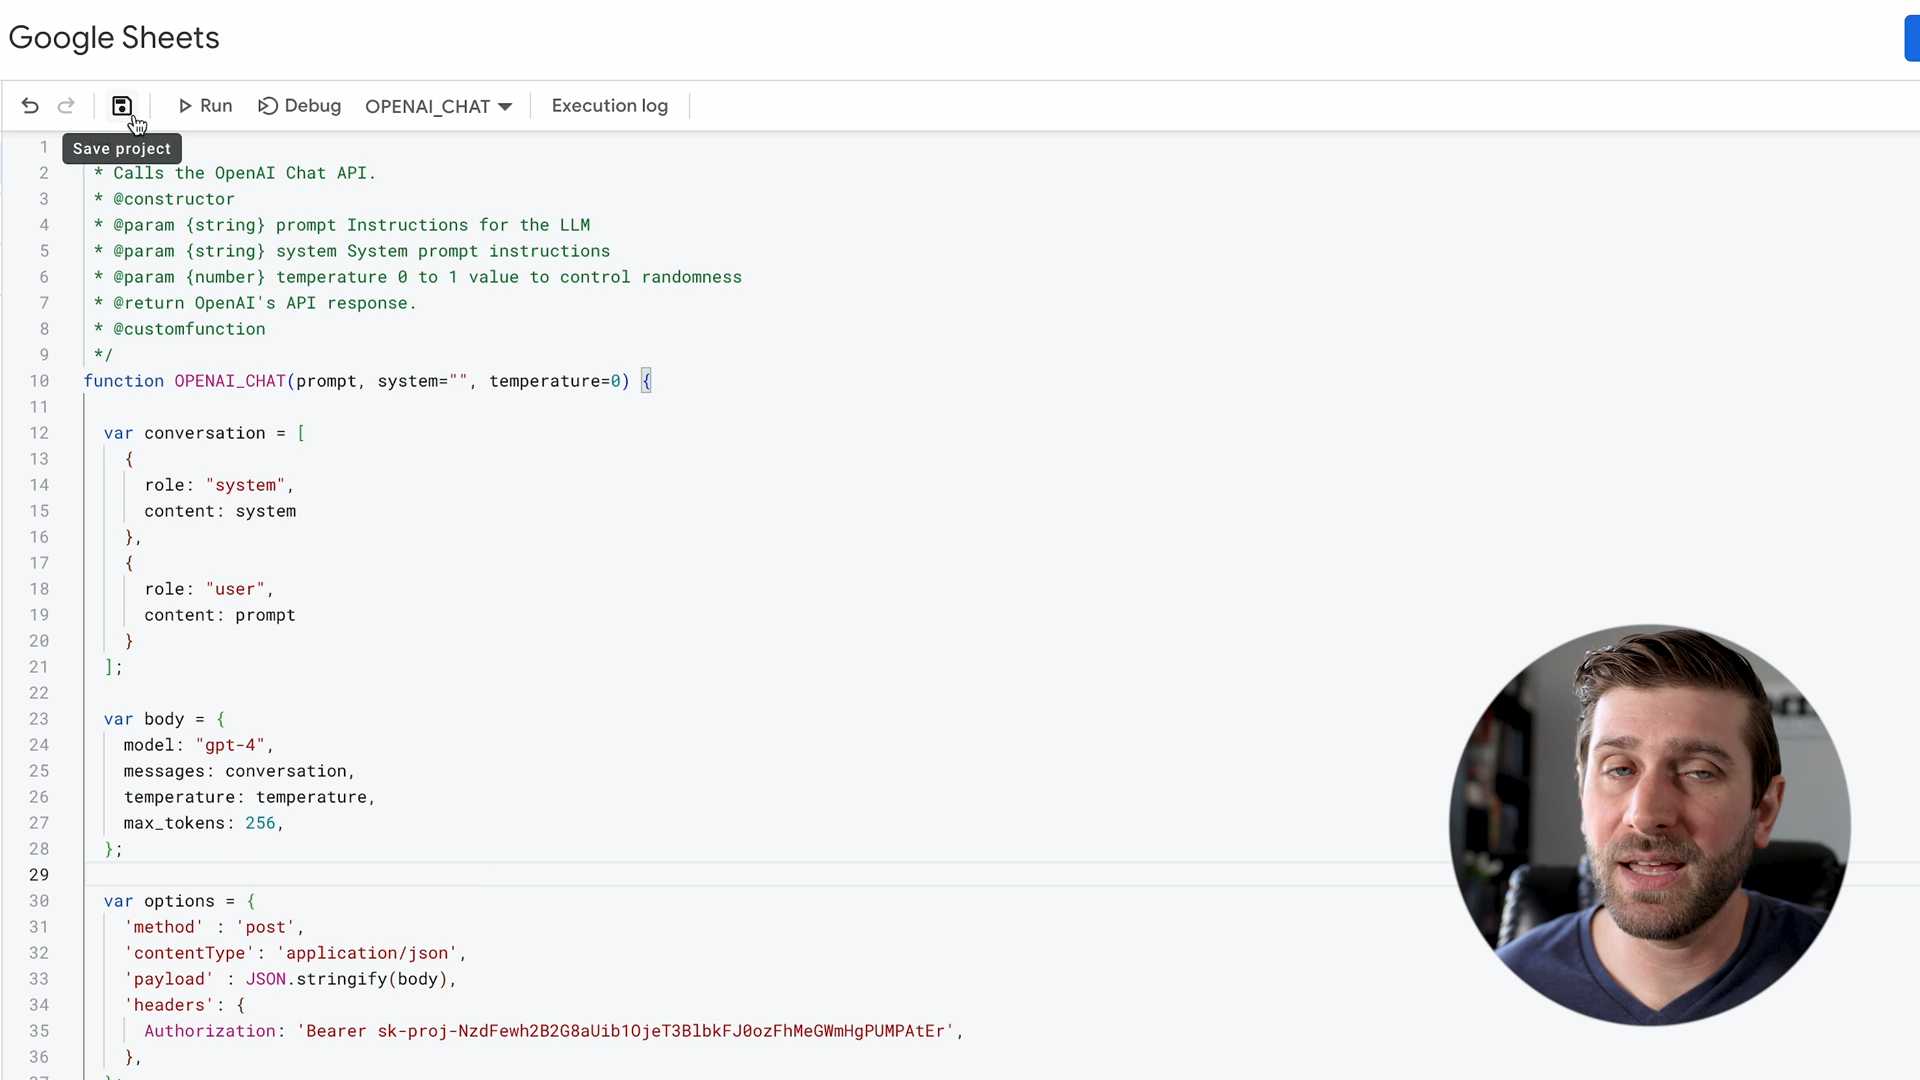 Google Sheets
Run Debug OPENAI_CHAT Execution log
Save project
1
2 * Calls the OpenAI Chat API.
3 * @constructor
4 * @param {string} prompt Instructions for the LLM
5 * @param {string} system System prompt instructions
6 * @param {number} temperature 0 to 1 value to control randomness
7 * @return OpenAI's API response.
8 * @customfunction
9 */
10 function OPENAI_CHAT(prompt, system="", temperature=0) {
11
12 var conversation = [
13 {
14 role: "system",
15 content: system
16 },
17 {
18 role: "user",
19 content: prompt
20 }
21 ];
22
23 var body = {
24 model: "gpt-4",
25 messages: conversation,
26 temperature: temperature,
27 max_tokens: 256,
28 };
29
30 var options = {
31 'method' : 'post',
32 'contentType': 'application/json',
33 'payload' : JSON.stringify(body),
34 'headers': {
35 Authorization: 'Bearer sk-proj-NzdFewh2B2G8aUib1OjeT3BlbkFJ0ozFhMeGWmHgPUMPAtEr',
36 },